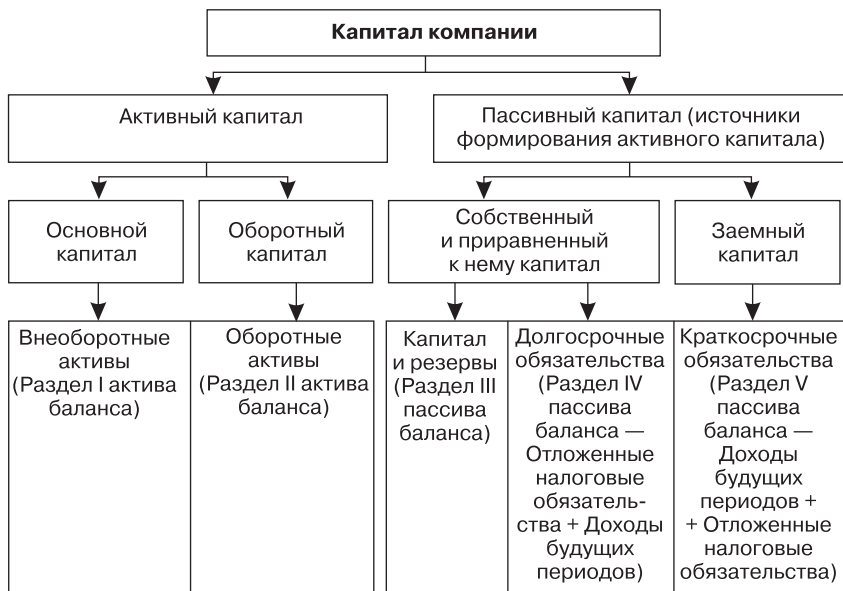 Капитал компании
Активный капитал
Пассивный капитал (источники
формирования активного капитала)
Основной
капитал
Оборотный
капитал
Собственный
и приравненный
к нему капитал
Заемный
капитал
Внеоборотные
активы
(Раздел I актива
баланса)
Оборотные
активы
(Раздел II актива
баланса)
Капитал
и резервы
(Раздел III
пассива
баланса)
Долгосрочные
обязательства
(Раздел IV
пассива
баланса —
Отложенные
налоговые
обязатель-
ства + Доходы
будущих
периодов)
Краткосрочные
обязательства
(Раздел V
пассива
баланса —
Доходы
будущих
периодов +
+ Отложенные
налоговые
обязательства)